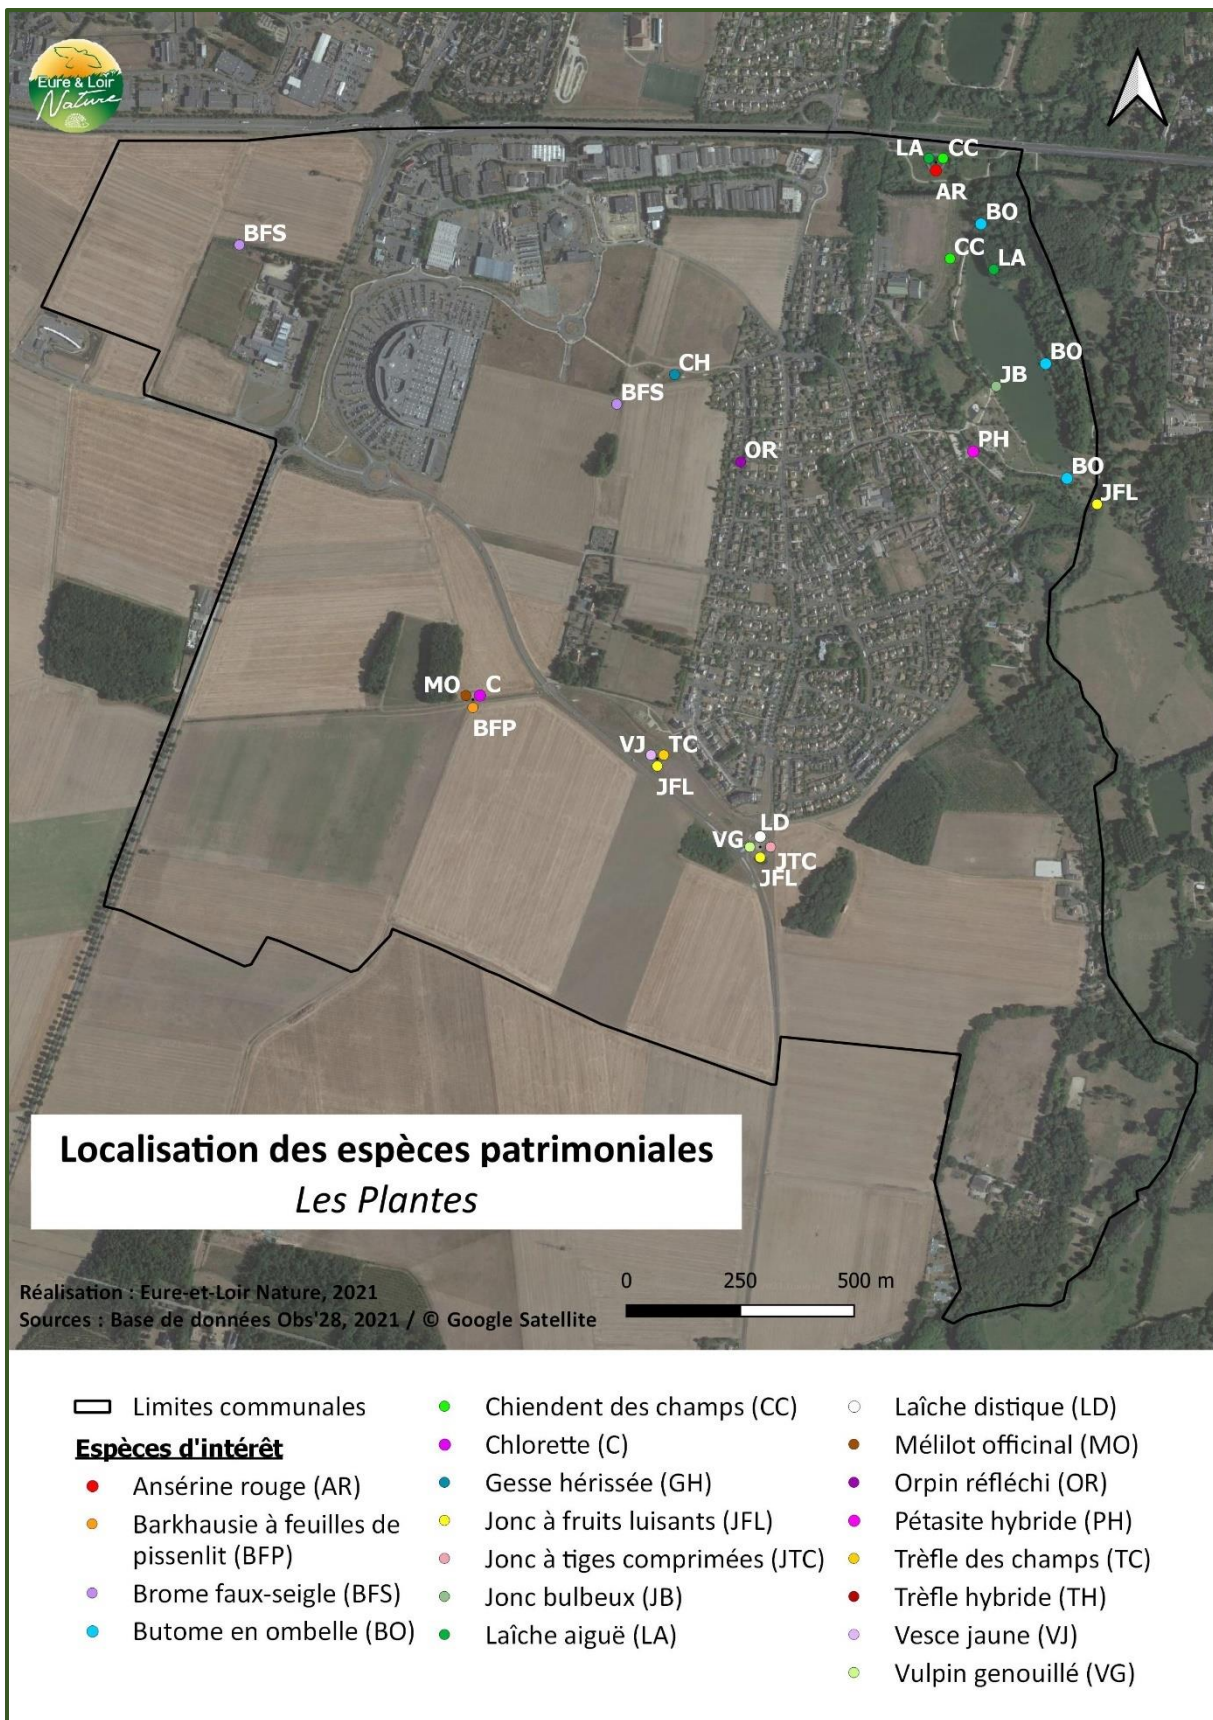 Eure & Loir
Nature
LA
CC
AR
BO
BFS
CC
LA
BO
CH
JB
BFS
OR
PH
BO
JFL
MO
C
BFP
VJ
TC
JFL
LD
VG
JTC
JFL
Localisation des espèces patrimoniales
Les Plantes
0 250 500 m
Réalisation : Eure-et-Loir Nature, 2021
Sources : Base de données Obs'28, 2021 / © Google Satellite
Limites communales
Espèces d'intérêt
Ansérine rouge (AR)
Barkhausie à feuilles de
pissenlit (BFP)
Brome faux-seigle (BFS)
Butome en ombelle (BO)
Chiendent des champs (CC)
Chlorette (C)
Gesse hérissée (GH)
Jonc à fruits luisants (JFL)
Jonc à tiges comprimées (JTC)
Jonc bulbeux (JB)
Laîche aiguë (LA)
Laîche distique (LD)
Mélilot officinal (MO)
Orpin réfléchi (OR)
Pétasite hybride (PH)
Trèfle des champs (TC)
Trèfle hybride (TH)
Vesce jaune (VJ)
Vulpin genouillé (VG)